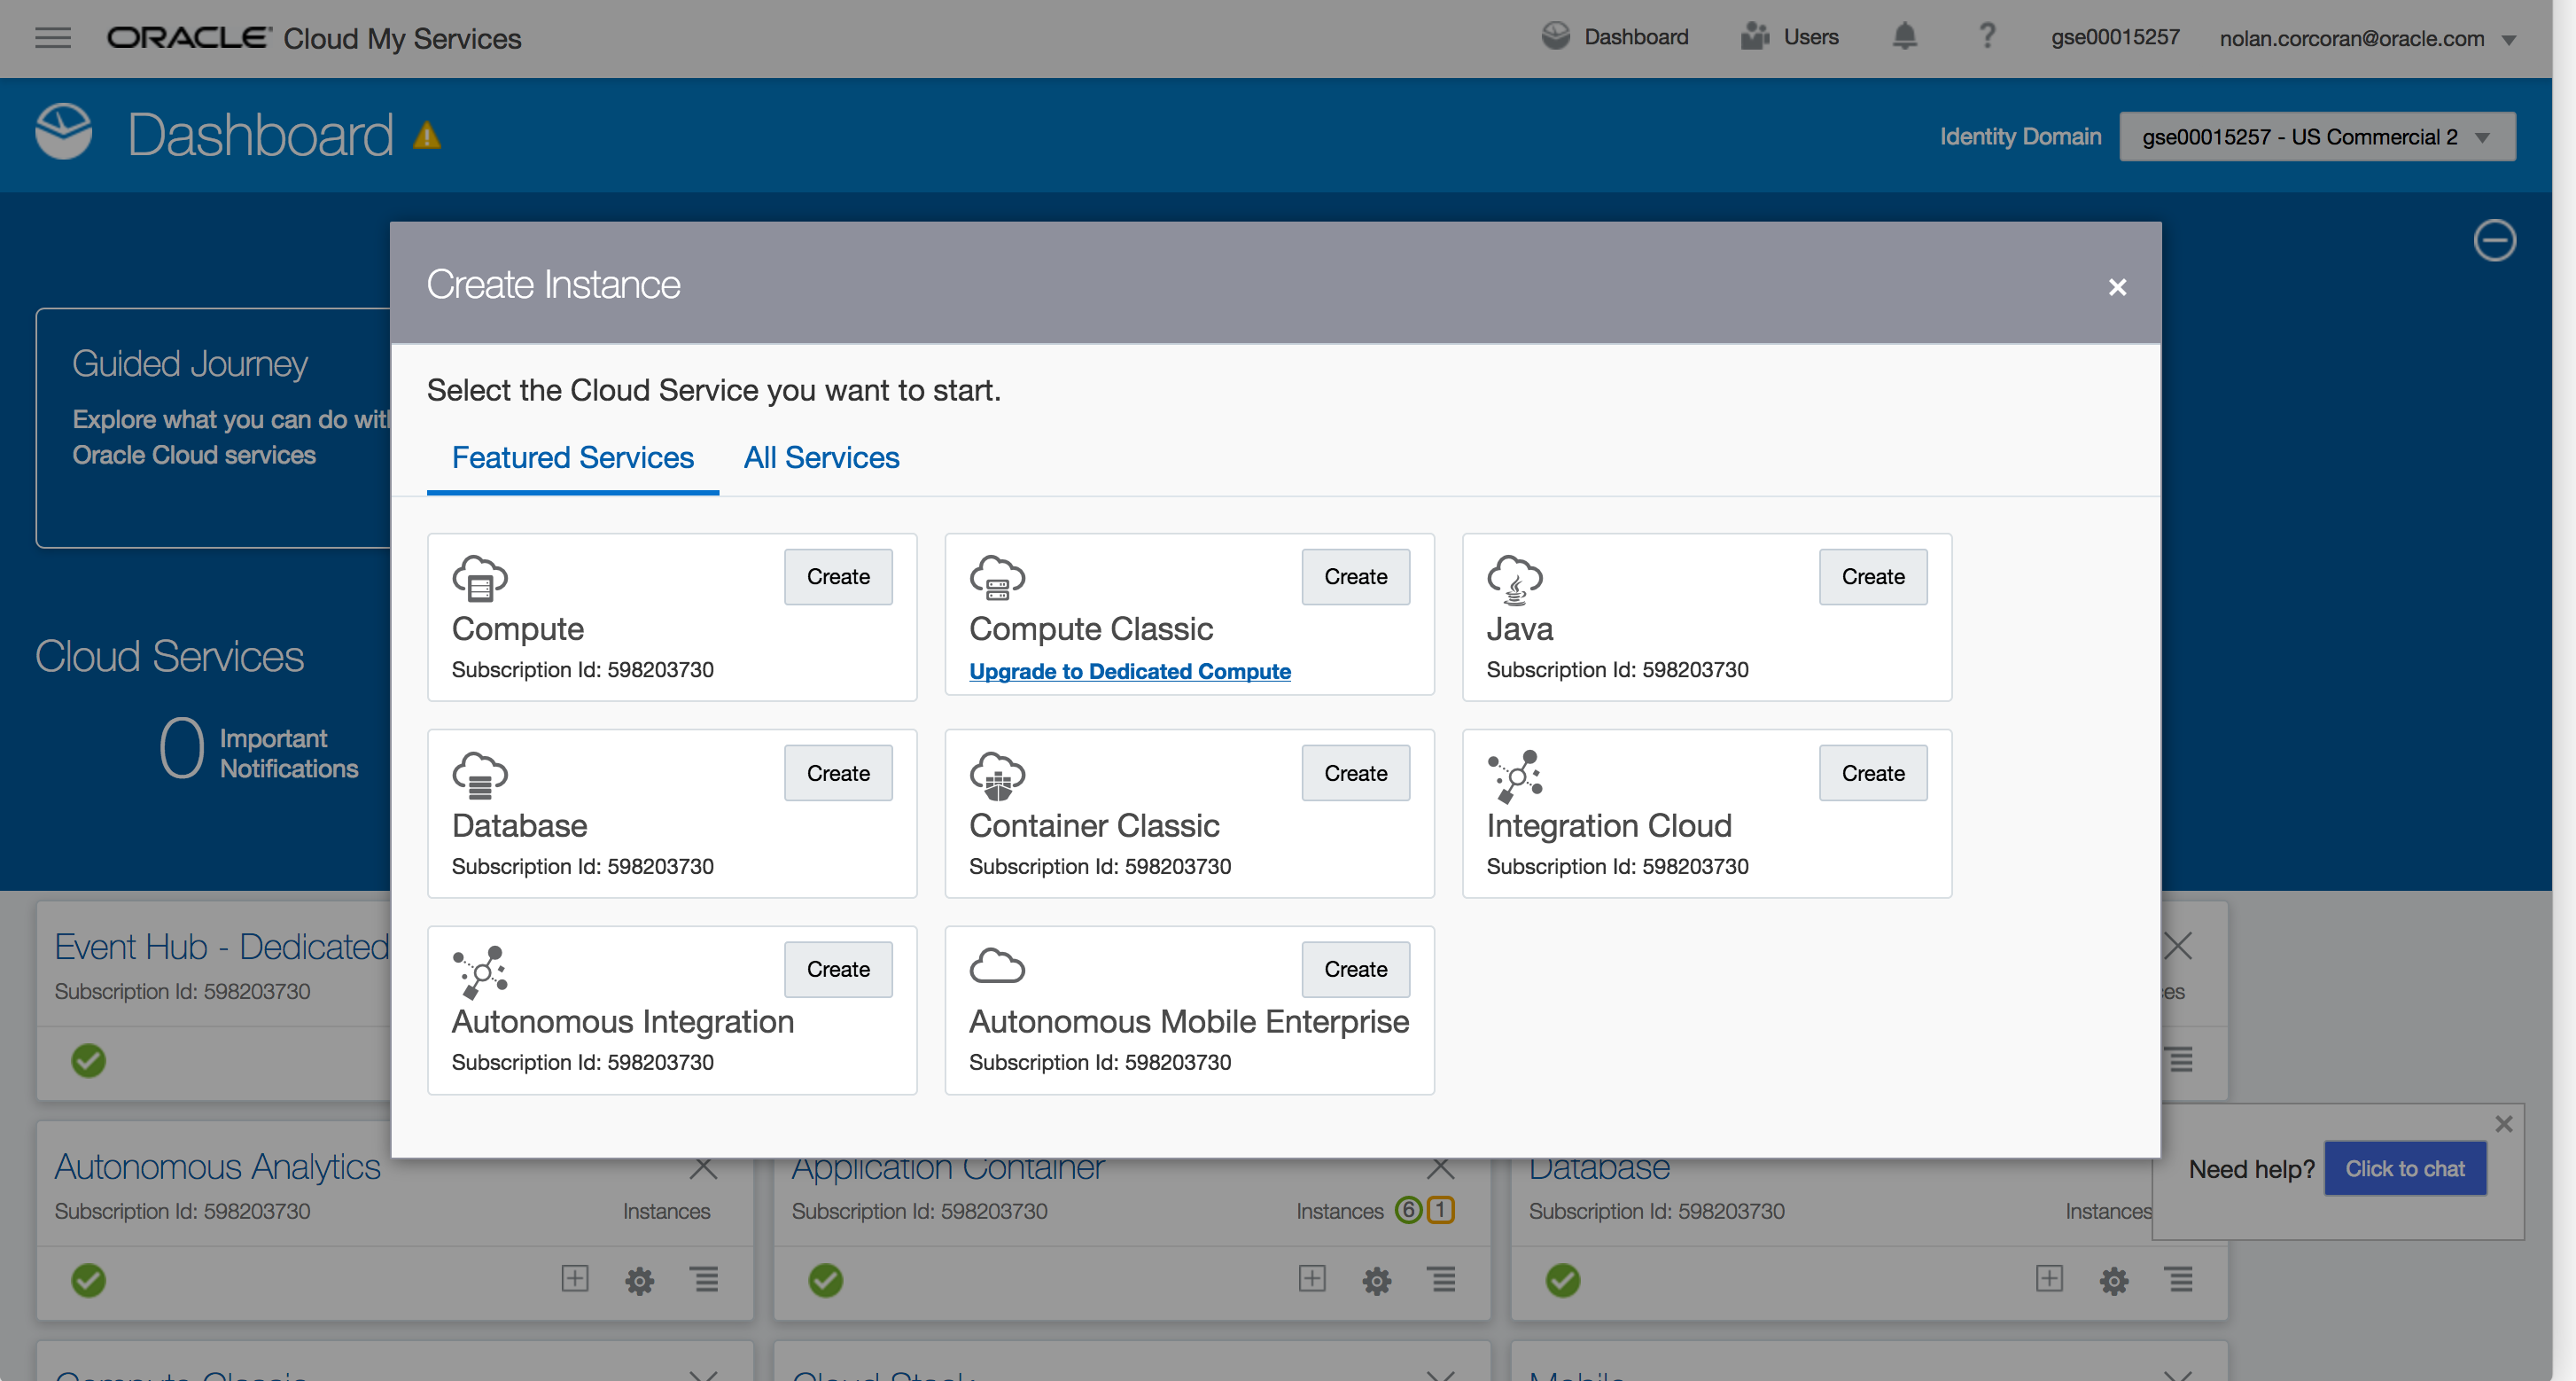 ORACLE Cloud My Services
Dashboard
Users
?
gse00015257
nolan.corcoran@oracle.com
Dashboard
Identity Domain
gse00015257 - US Commercial 2
Create Instance
Guided Journey
Explore what you can do with
Oracle Cloud services
Select the Cloud Service you want to start.
Featured Services
All Services
Create
Compute
Subscription Id: 598203730
Create
Compute Classic
Upgrade to Dedicated Compute
Create
Java
Subscription Id: 598203730
Cloud Services
0 Important
Notifications
Create
Database
Subscription Id: 598203730
Create
Container Classic
Subscription Id: 598203730
Create
Integration Cloud
Subscription Id: 598203730
Create
Autonomous Integration
Subscription Id: 598203730
Create
Autonomous Mobile Enterprise
Subscription Id: 598203730
Event Hub - Dedicated
Subscription Id: 598203730
Autonomous Analytics
Subscription Id: 598203730
Instances
Application Container
Subscription Id: 598203730
Instances 6 1
Database
Subscription Id: 598203730
Instances
Need help?
Click to chat
Compute Classic
Cloud Stack
Mobile